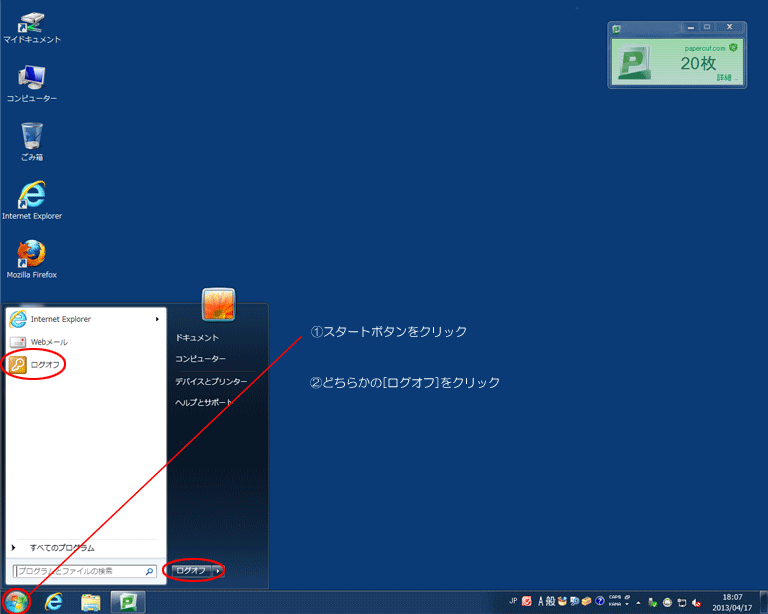 マイドキュメント
コンピューター
ごみ箱
Internet Explorer
Mozilla Firefox
papercut.com
20枚
詳細...
Internet Explorer
Webメール
ログオフ
すべてのプログラム
プログラムとファイルの検索
ドキュメント
コンピューター
デバイスとプリンター
ヘルプとサポート
ログオフ
①スタートボタンをクリック
②どちらかの[ログオフ]をクリック
JP
A 般
CAPS
KANA
18:07
2013/04/17